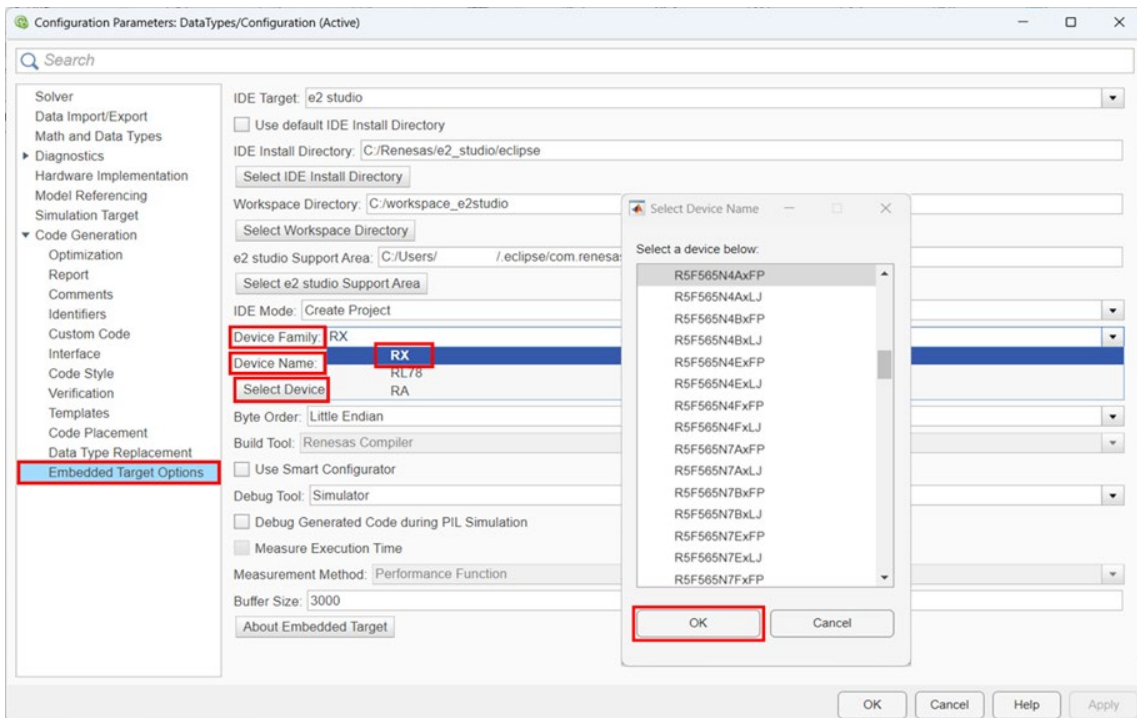 Configuration Parameters: DataTypes/Configuration (Active)
Search
Solver
Data Import/Export
Math and Data Types
Diagnostics
Hardware Implementation
Model Referencing
Simulation Target
Code Generation
Optimization
Report
Comments
Identifiers
Custom Code
Interface
Code Style
Verification
Templates
Code Placement
Data Type Replacement
Embedded Target Options
IDE Target: e2 studio
Use default IDE Install Directory
IDE Install Directory: C:/Renesas/e2_studio/eclipse
Select IDE Install Directory
Workspace Directory: C:/workspace_e2studio
Select Workspace Directory
e2 studio Support Area: C:/Users/ /.eclipse/com.renesa
Select e2 studio Support Area
IDE Mode: Create Project
Device Family: RX
RX
Device Name:
RL78
Select Device
RA
Byte Order: Little Endian
Build Tool: Renesas Compiler
Use Smart Configurator
Debug Tool: Simulator
Debug Generated Code during PIL Simulation
Measure Execution Time
Measurement Method: Performance Function
Buffer Size: 3000
About Embedded Target
Select Device Name
Select a device below:
R5F565N4AxFP
R5F565N4AxLJ
R5F565N4BxFP
R5F565N4BxLJ
R5F565N4ExFP
R5F565N4ExLJ
R5F565N4FxFP
R5F565N4FxLJ
R5F565N7AxFP
R5F565N7AxLJ
R5F565N7BxFP
R5F565N7BxLJ
R5F565N7ExFP
R5F565N7ExLJ
R5F565N7FxFP
OK Cancel
OK Cancel Help Apply